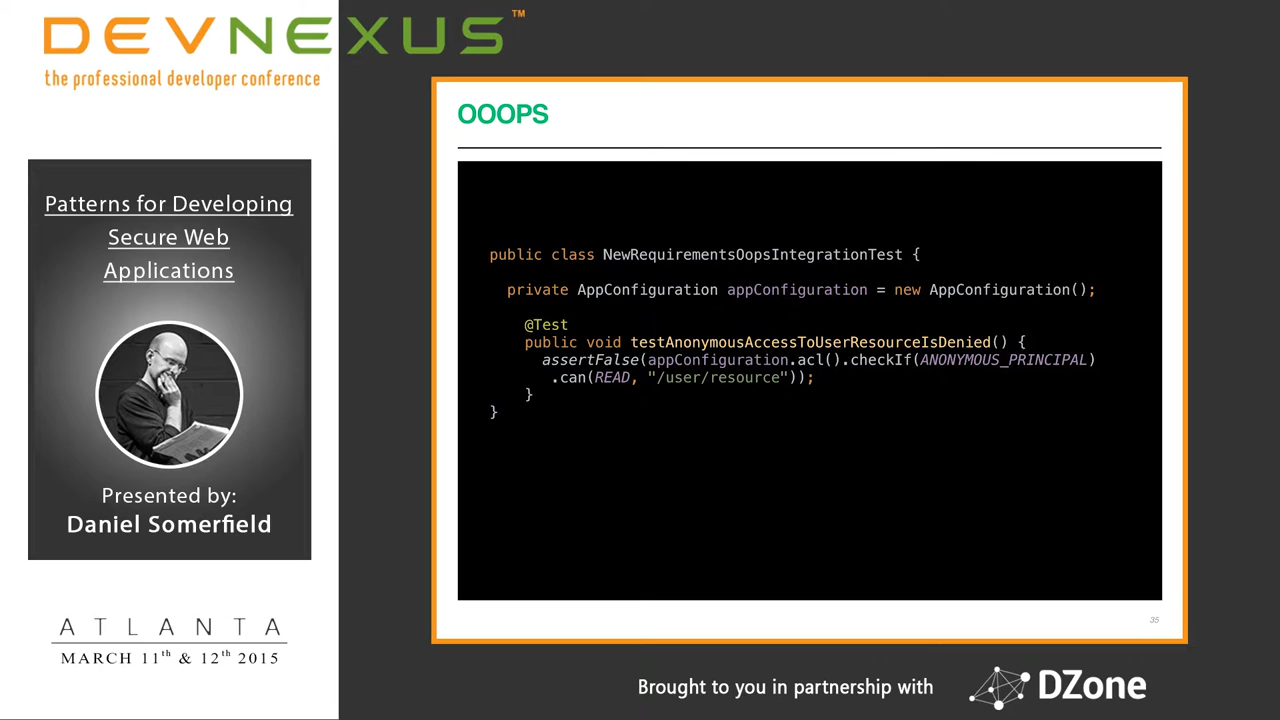 DEVNEXUS™
the professional developer conference
Patterns for Developing
Secure Web
Applications
Presented by:
Daniel Somerfield
ATLANTA
MARCH 11th & 12th 2015
OOOPS
public class NewRequirementsOopsIntegrationTest {
private AppConfiguration appConfiguration = new AppConfiguration();
@Test
public void testAnonymousAccessToUserResourceIsDenied() {
assertFalse(appConfiguration.acl().checkIf(ANONYMOUS_PRINCIPAL)
.can(READ, "/user/resource"));
}
}
35
Brought to you in partnership with
DZone